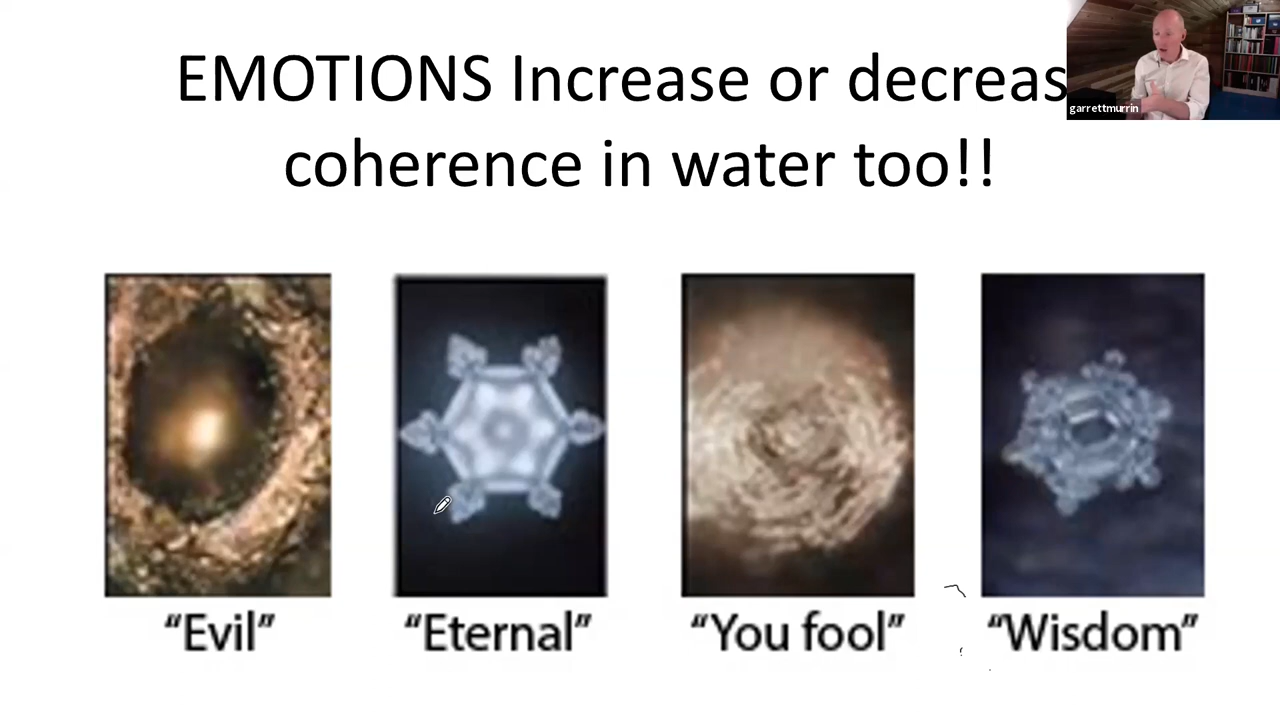 EMOTIONS Increase or decreas
coherence in water too!!
garrettmurrin
“Evil”
“Eternal”
“You fool”
“Wisdom”